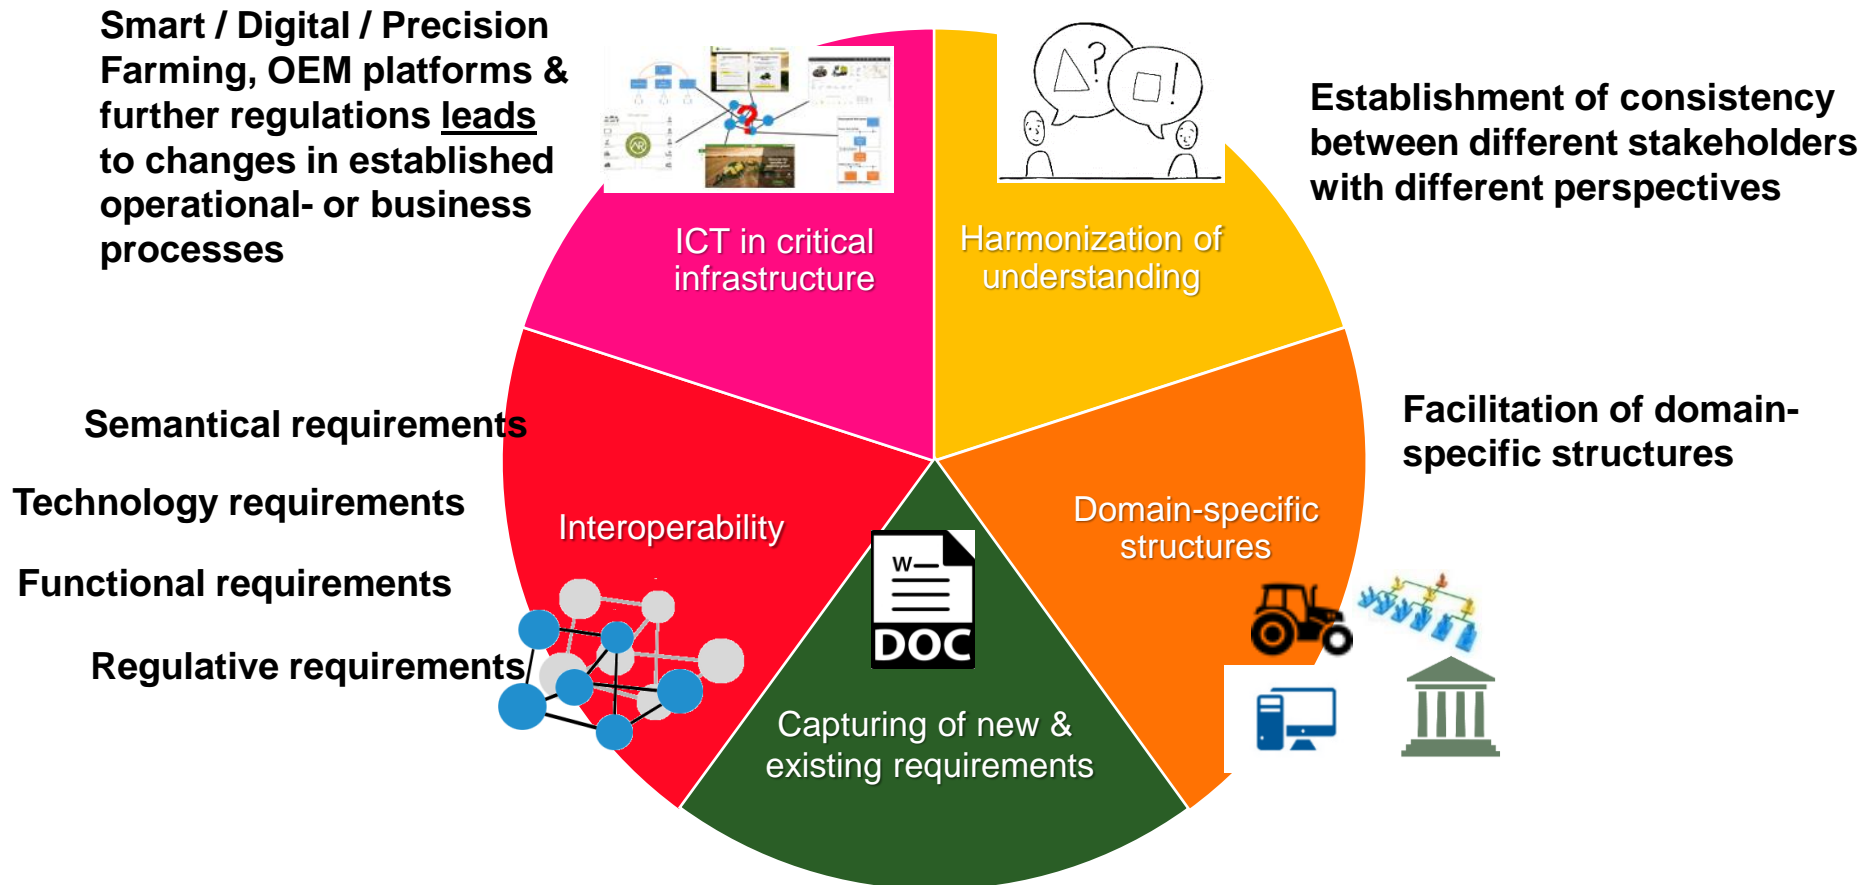 Smart / Digital / Precision
Farming, OEM platforms &
further regulations leads
to changes in established
operational- or business
processes
ICT in critical
infrastructure
?
?
!
Harmonization of
understanding
Establishment of consistency
between different stakeholders
with different perspectives
Semantical requirements
Technology requirements
Functional requirements
Regulative requirements
Interoperability
W
DOC
Capturing of new &
existing requirements
Domain-specific
structures
Facilitation of domain-
specific structures